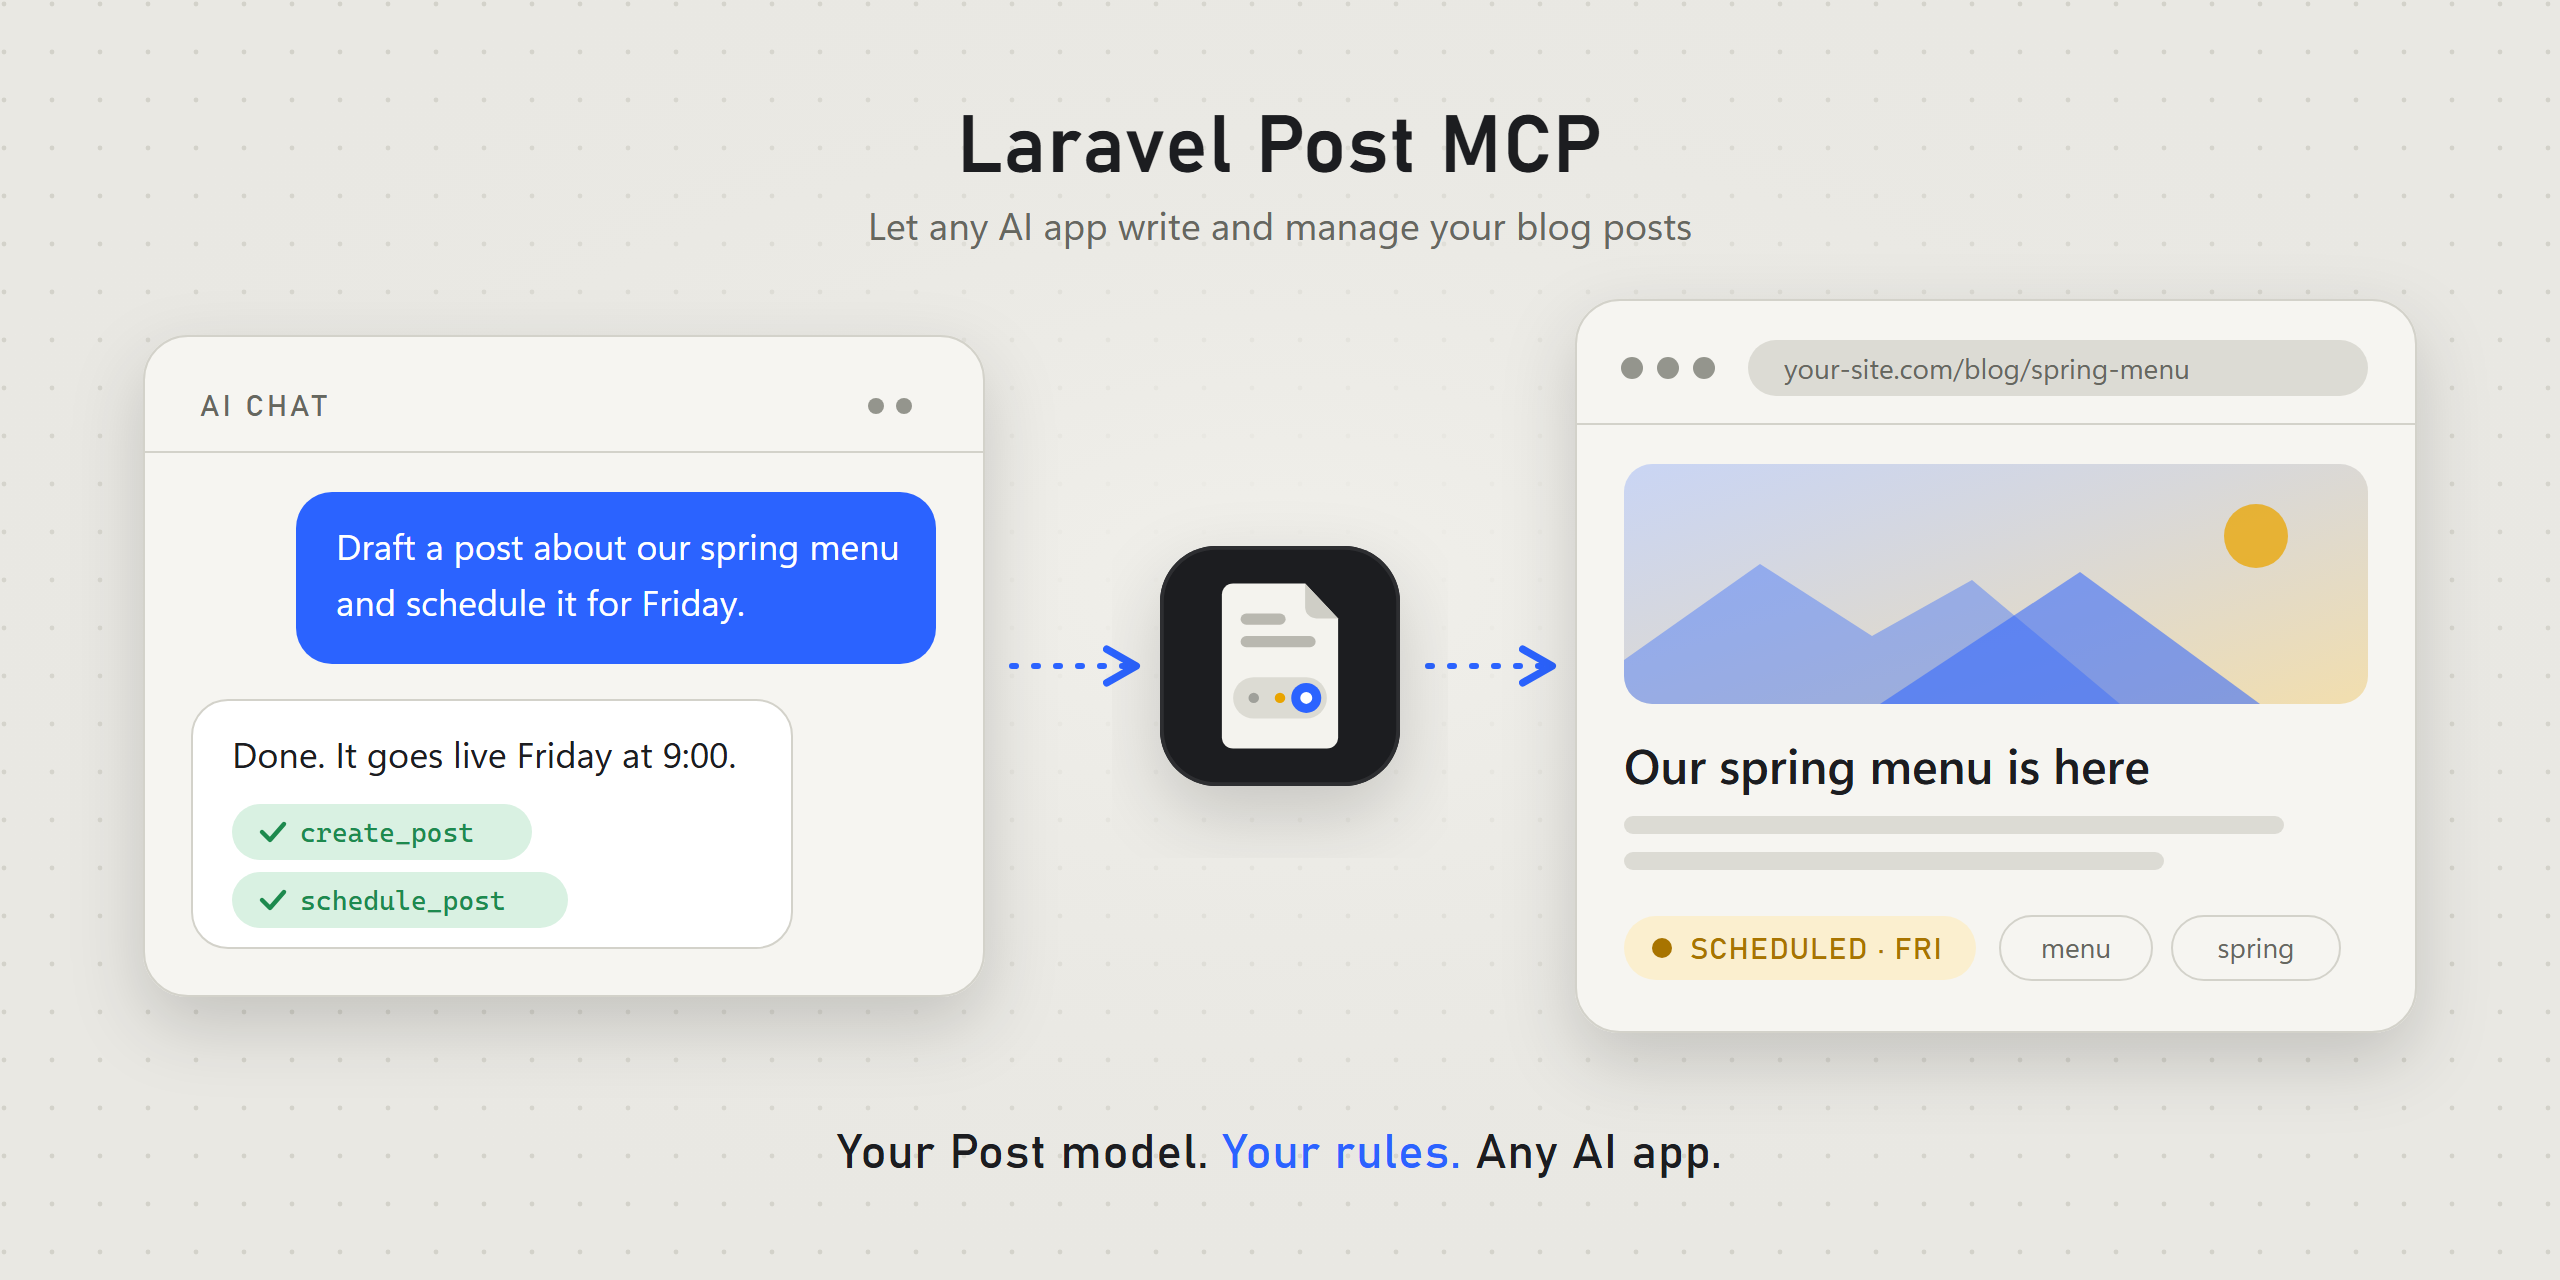 Laravel Post MCP
Let any AI app write and manage your blog posts
AI CHAT
Draft a post about our spring menu
and schedule it for Friday.
Done. It goes live Friday at 9:00.
create_post
schedule_post
your-site.com/blog/spring-menu
Our spring menu is here
SCHEDULED · FRI
menu
spring
Your Post model. Your rules. Any AI app.